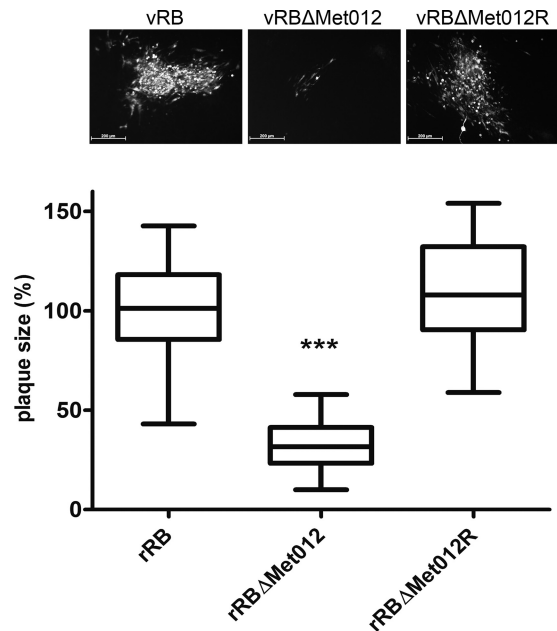 vRB
vRBΔMet012
vRBΔMet012R
200 µm
200 µm
200 µm
plaque size (%)
150
100
50
0
***
rRB
rRBΔMet012
rRBΔMet012R